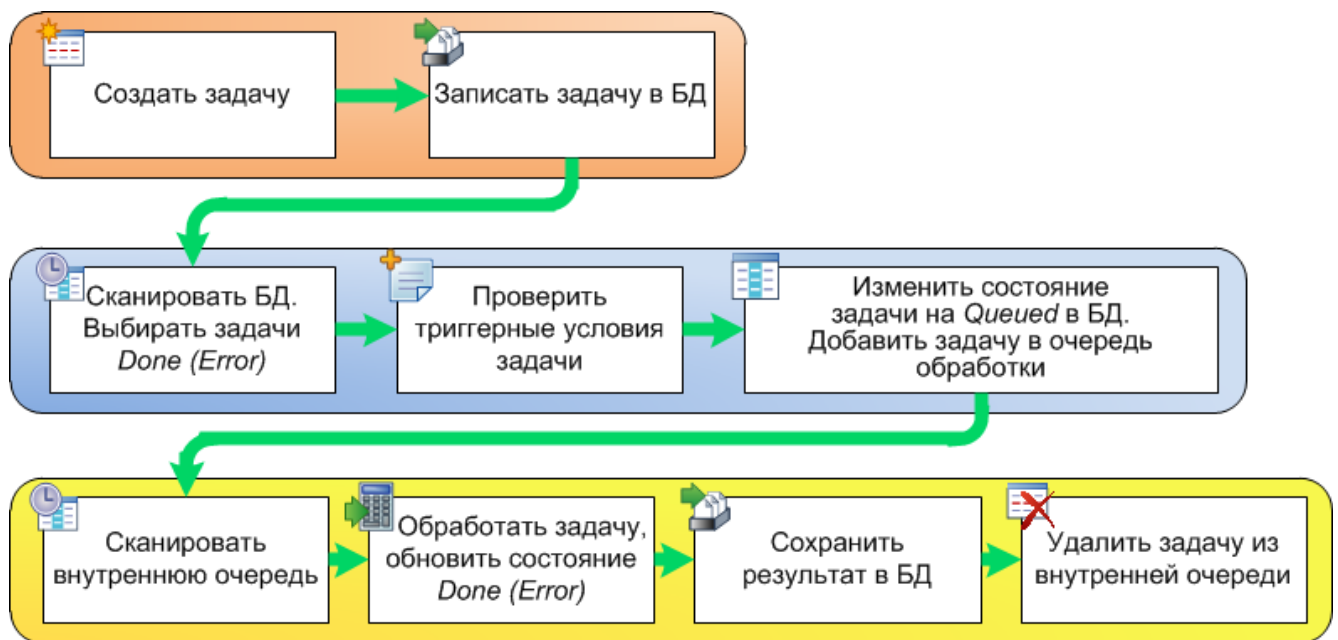 Создать задачу
Записать задачу в БД
Сканировать БД.
Выбирать задачи
Done (Error)
Проверить
триггерные условия
задачи
Изменить состояние
задачи на Queued в БД.
Добавить задачу в очередь
обработки
Сканировать
внутреннюю очередь
Обработать задачу,
обновить состояние
Done (Error)
Сохранить
результат в БД
Удалить задачу из
внутренней очереди